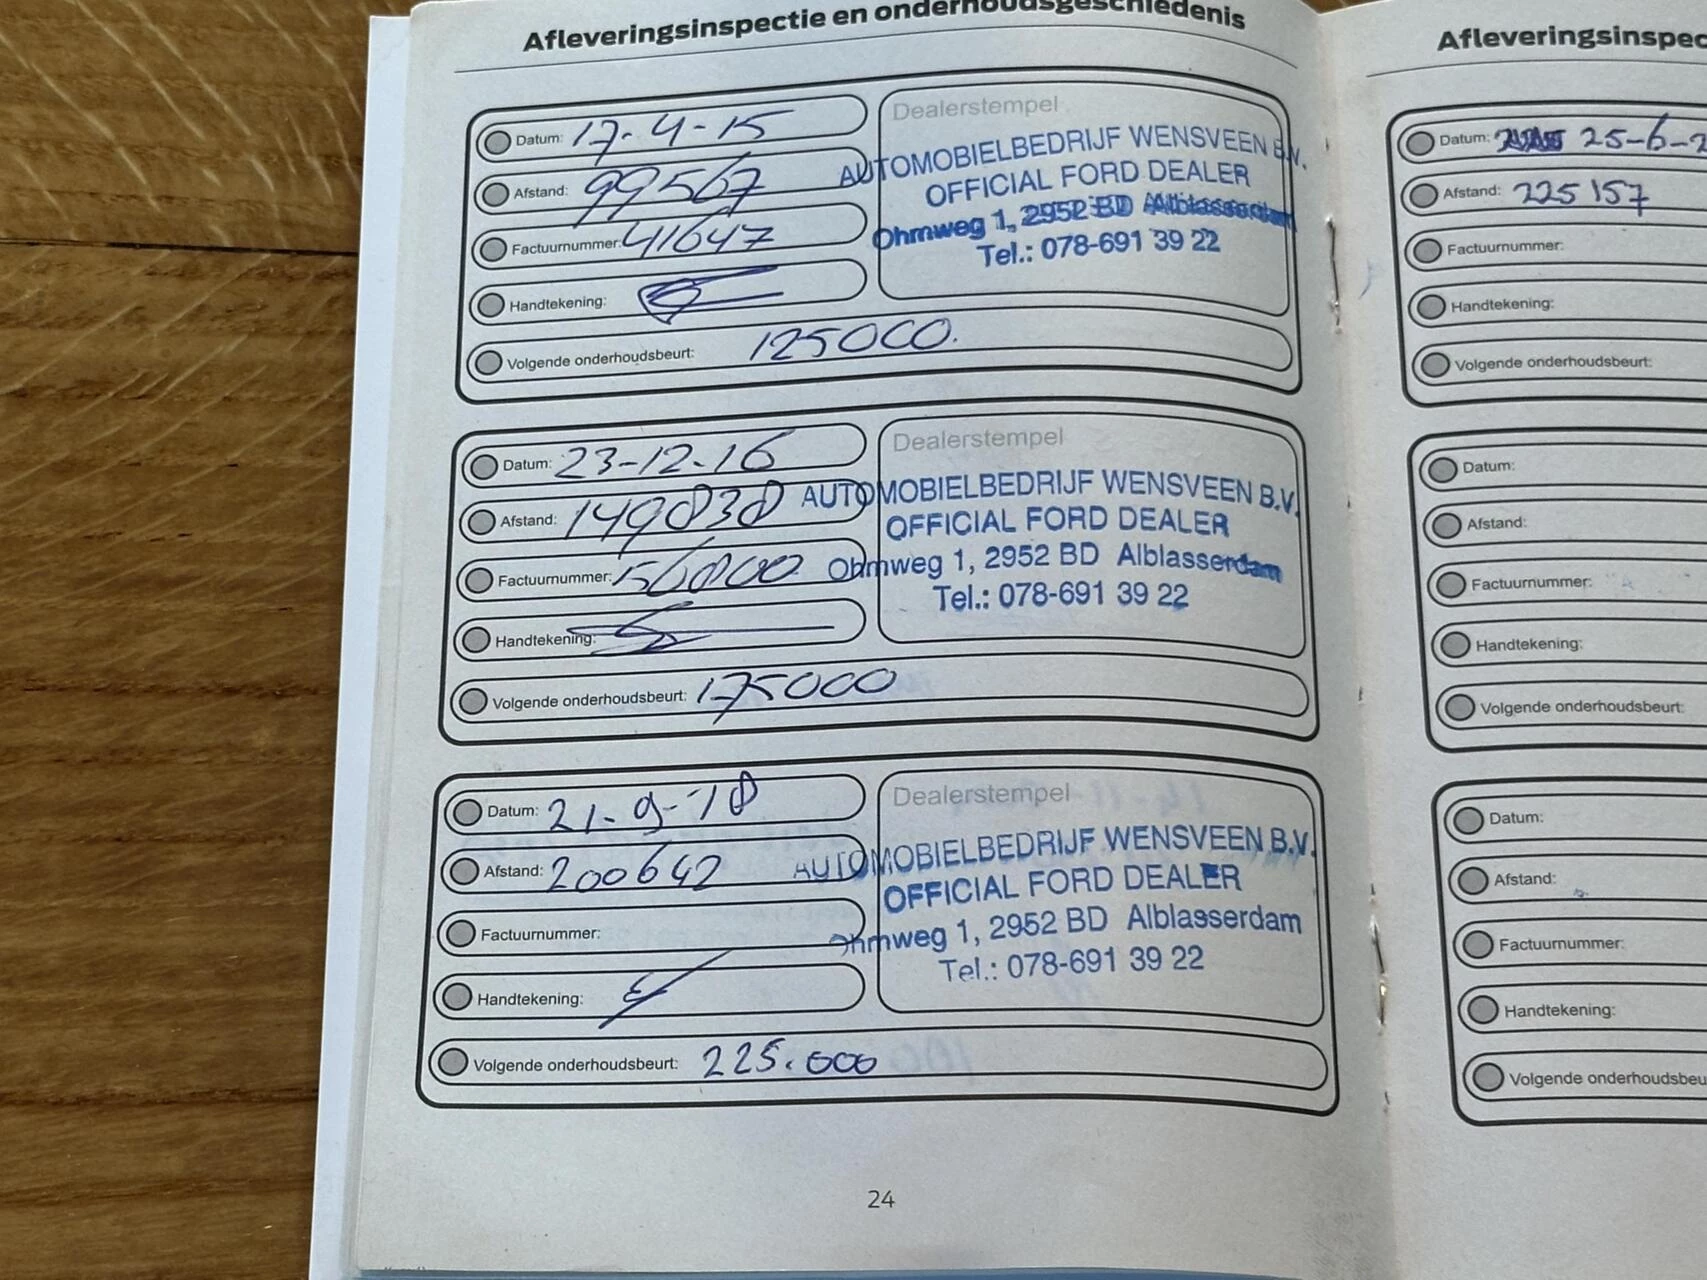 Afleveringsinspectie en onderhoudsgeschiedenis
Datum: 17-4-15
Afstand: 99567
Factuurnummer: 41647
Handtekening:
Volgende onderhoudsbeurt: 125000.
Dealerstempel
AUTOMOBIELBEDRIJF WENSVEEN B.V.
OFFICIAL FORD DEALER
Ohmweg 1, 2952 BD Alblasserdam
Tel.: 078-691 39 22
Datum: 23-12-16
Afstand: 149838
Factuurnummer: 56800
Handtekening:
Volgende onderhoudsbeurt: 175000
Dealerstempel
AUTOMOBIELBEDRIJF WENSVEEN B.V.
OFFICIAL FORD DEALER
Ohmweg 1, 2952 BD Alblasserdam
Tel.: 078-691 39 22
Datum: 21-9-18
Afstand: 200642
Factuurnummer:
Handtekening:
Volgende onderhoudsbeurt: 225.000
Dealerstempel
AUTOMOBIELBEDRIJF WENSVEEN B.V.
OFFICIAL FORD DEALER
Ohmweg 1, 2952 BD Alblasserdam
Tel.: 078-691 39 22
24
Afleveringsinspec
Datum: 25-6-2
Afstand: 225157
Factuurnummer:
Handtekening:
Volgende onderhoudsbeurt:
Datum:
Afstand:
Factuurnummer:
Handtekening:
Volgende onderhoudsbeurt:
Datum:
Afstand:
Factuurnummer:
Handtekening:
Volgende onderhoudsbeu